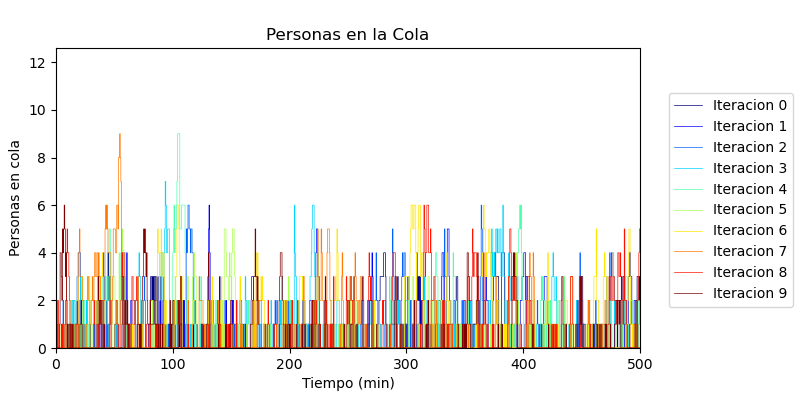 Personas en la Cola
12
10
8
6
4
2
0
Personas en cola
0 100 200 300 400 500
Tiempo (min)
Iteracion 0
Iteracion 1
Iteracion 2
Iteracion 3
Iteracion 4
Iteracion 5
Iteracion 6
Iteracion 7
Iteracion 8
Iteracion 9